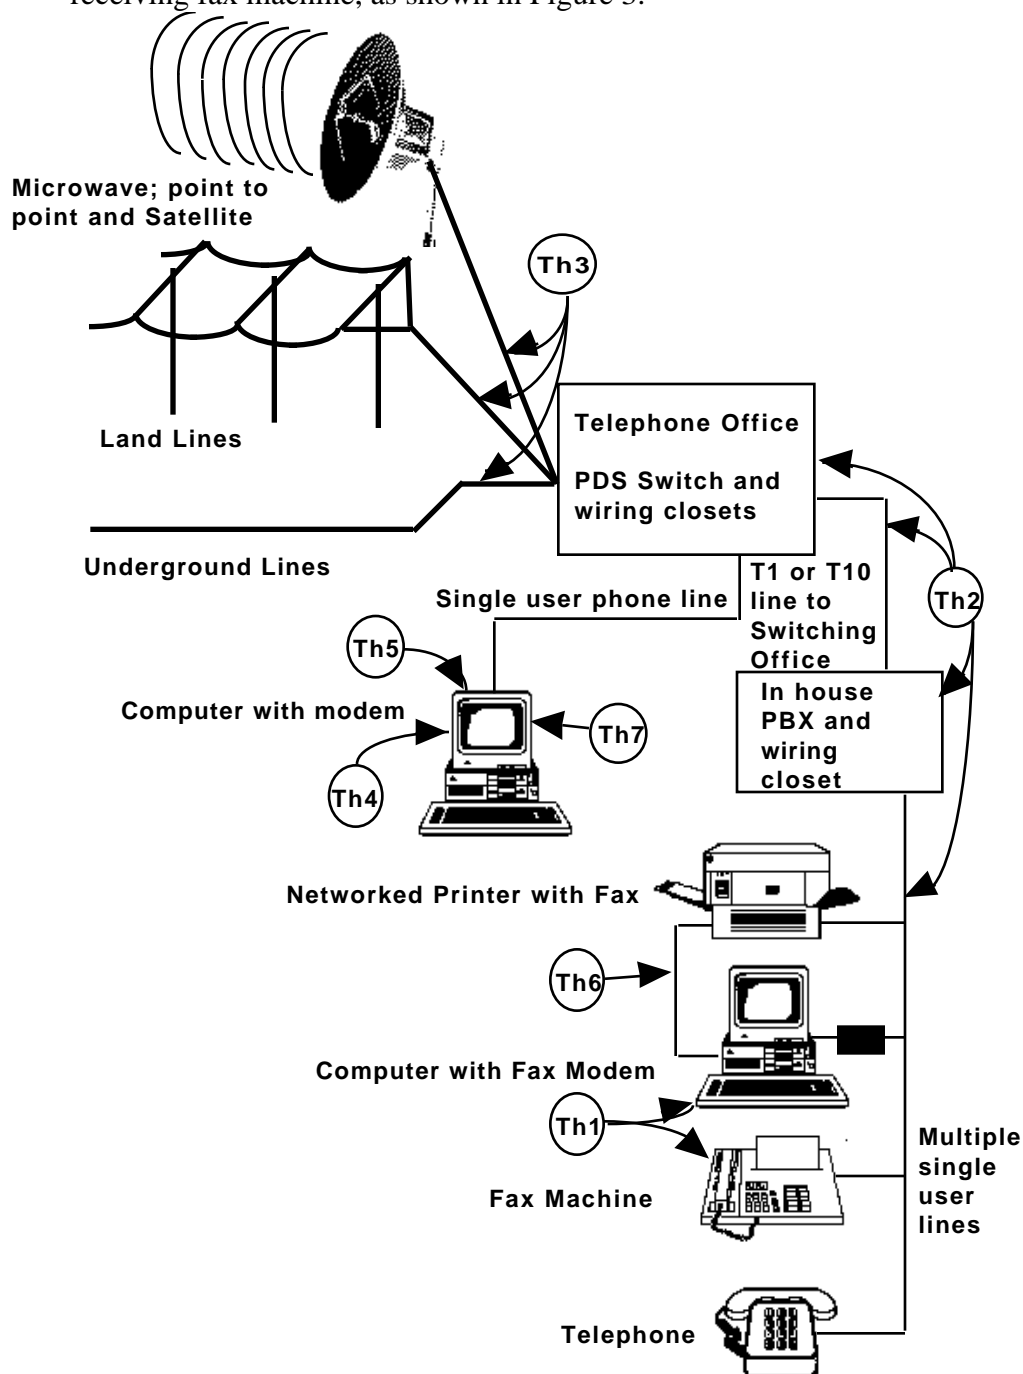 receiving fax machine, as shown in Figure 3.
Microwave; point to
point and Satellite
Th3
Land Lines
Telephone Office
PDS Switch and
wiring closets
Underground Lines
Single user phone line
T1 or T10
line to
Switching
Office
Th2
Th5
Computer with modem
Th7
Th4
In house
PBX and
wiring
closet
Networked Printer with Fax
Th6
Computer with Fax Modem
Th1
Fax Machine
Multiple
single
user
lines
Telephone